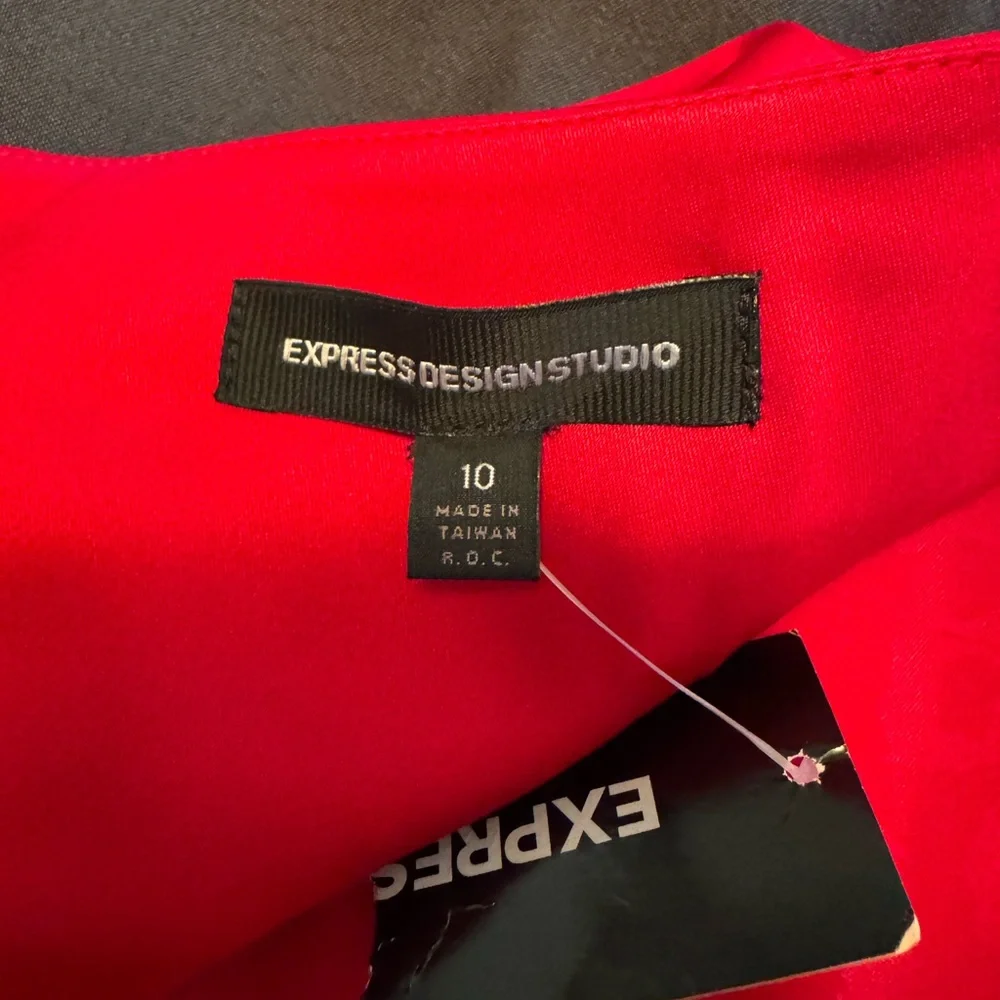 EXPRESS DESIGN STUDIO
10
MADE IN
TAIWAN
R.O.C.
EXPRES